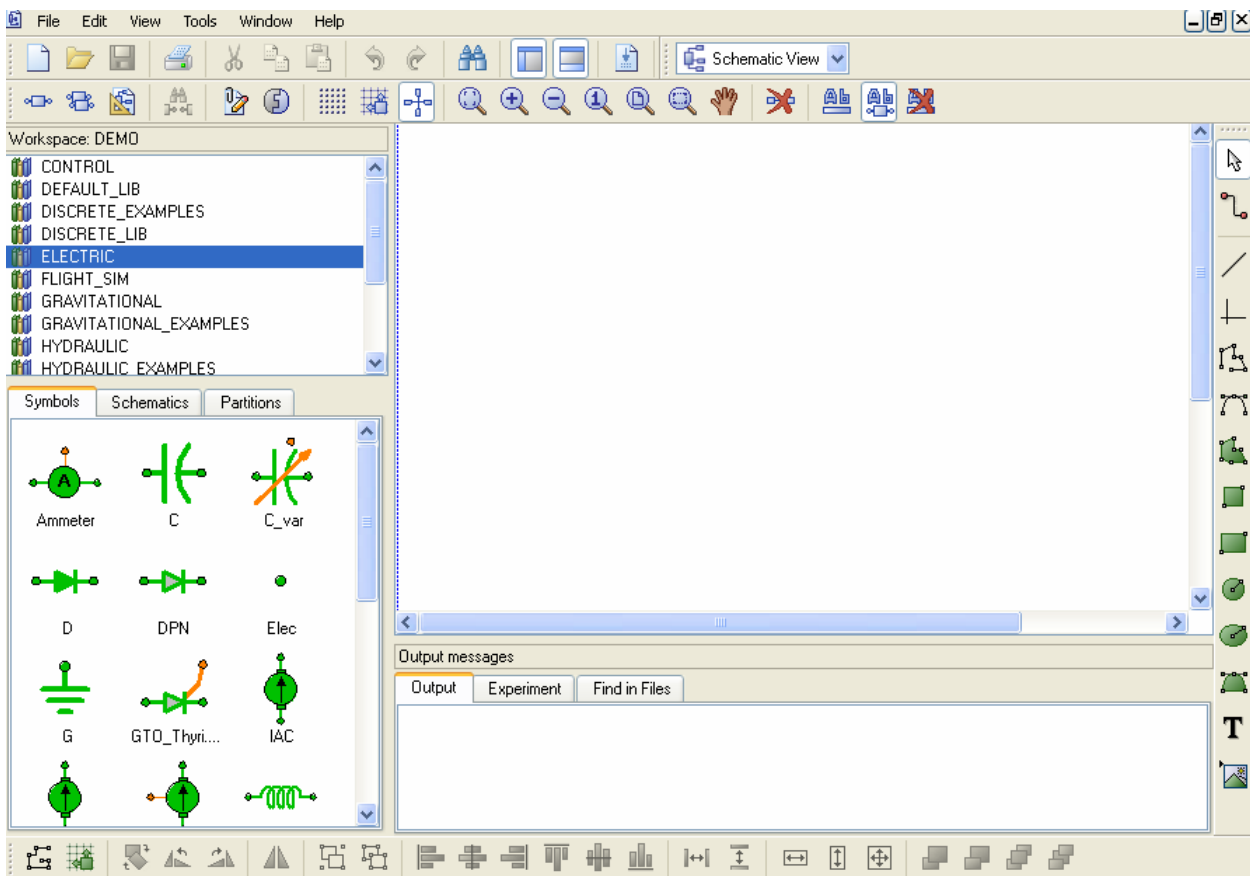 File Edit View Tools Window Help
Schematic View
Workspace: DEMO
CONTROL
DEFAULT_LIB
DISCRETE_EXAMPLES
DISCRETE_LIB
ELECTRIC
FLIGHT_SIM
GRAVITATIONAL
GRAVITATIONAL_EXAMPLES
HYDRAULIC
HYDRAULIC_EXAMPLES
Symbols Schematics Partitions
A
Ammeter C C_var
D DPN Elec
G GTO_Thyri.... IAC
Output messages
Output Experiment Find in Files
T